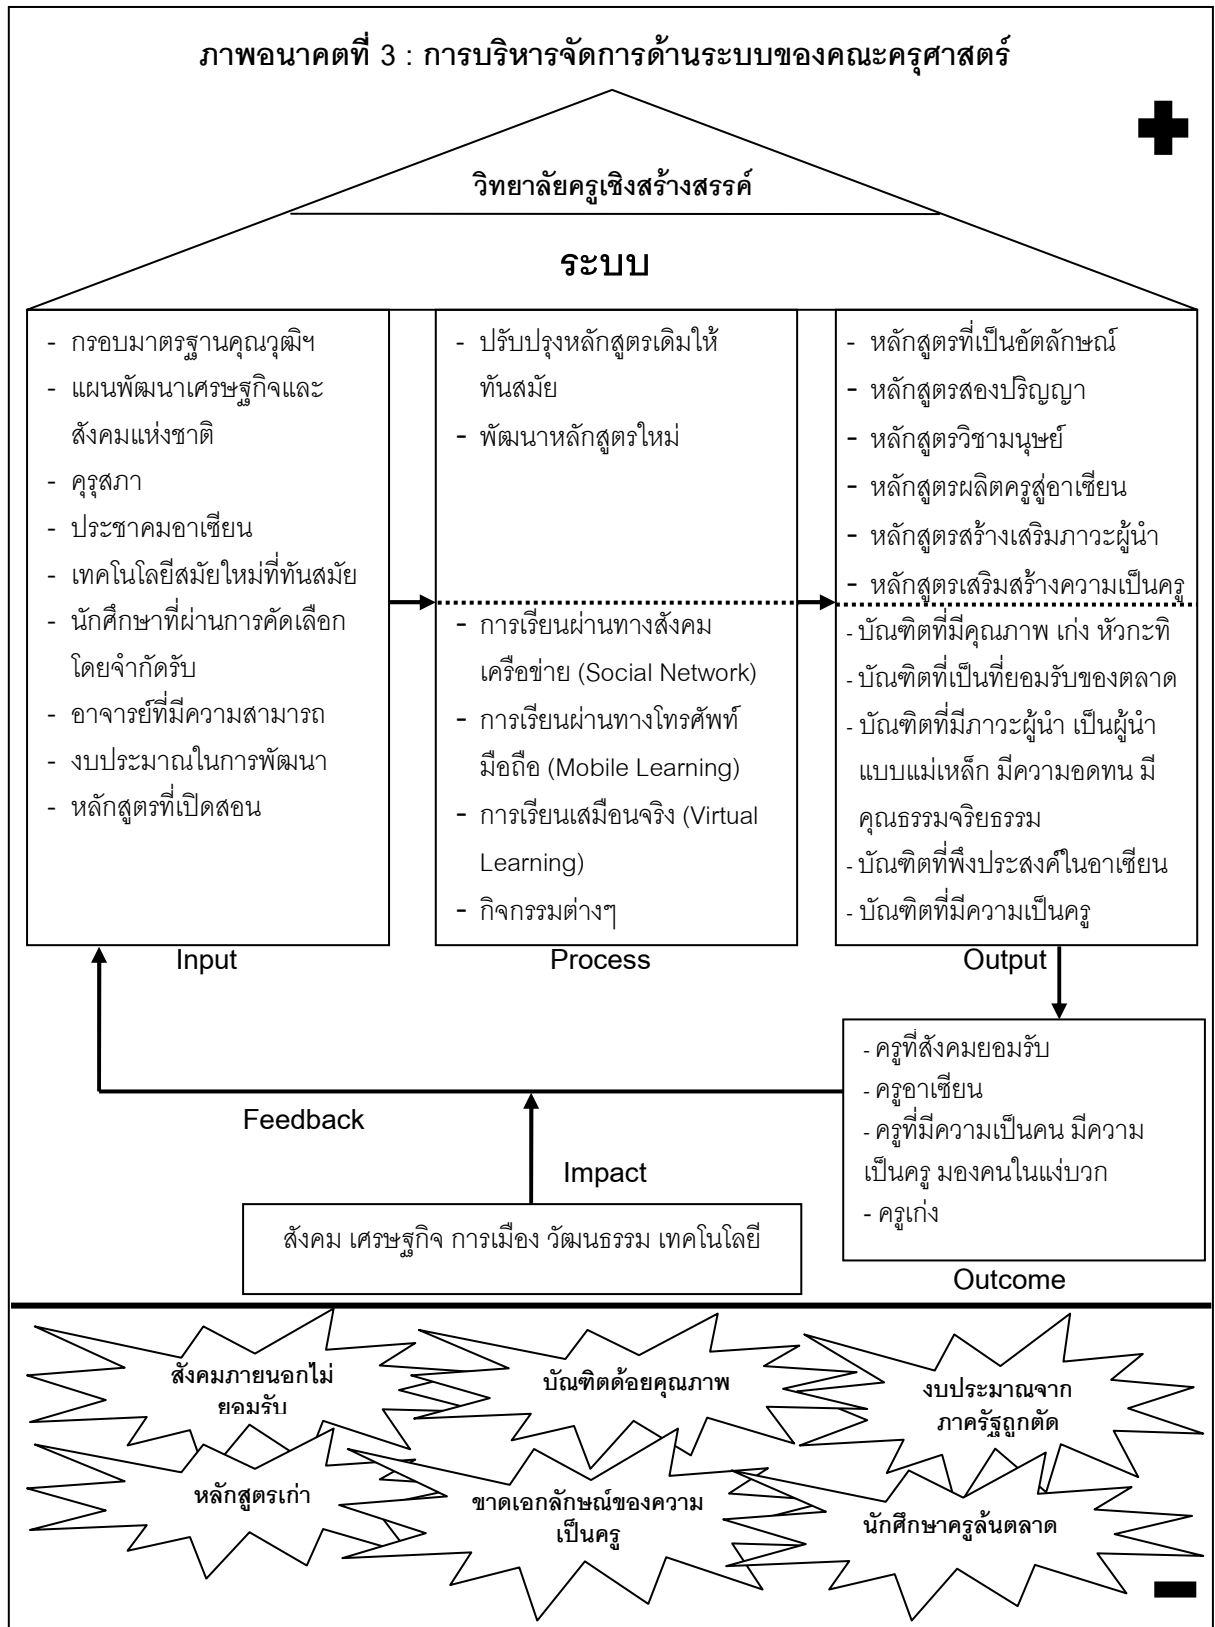 ภาพอนาคตที่ 3 : การบริหารจัดการด้านระบบของคณะครุศาสตร์
วิทยาลัยครูเชิงสร้างสรรค์
ระบบ
- กรอบมาตรฐานคุณวุฒิฯ
- แผนพัฒนาเศรษฐกิจและ
สังคมแห่งชาติ
- คุรุสภา
- ประชาคมอาเซียน
- เทคโนโลยีสมัยใหม่ที่ทันสมัย
- นักศึกษาที่ผ่านการคัดเลือก
โดยจำกัดรับ
- อาจารย์ที่มีความสามารถ
- งบประมาณในการพัฒนา
- หลักสูตรที่เปิดสอน
Input
- ปรับปรุงหลักสูตรเดิมให้
ทันสมัย
- พัฒนาหลักสูตรใหม่
- การเรียนผ่านทางสังคม
เครือข่าย (Social Network)
- การเรียนผ่านทางโทรศัพท์
มือถือ (Mobile Learning)
- การเรียนเสมือนจริง (Virtual
Learning)
- กิจกรรมต่างๆ
Process
- หลักสูตรที่เป็นอัตลักษณ์
- หลักสูตรสองปริญญา
- หลักสูตรวิชามนุษย์
- หลักสูตรผลิตครูสู่อาเซียน
- หลักสูตรสร้างเสริมภาวะผู้นำ
- หลักสูตรเสริมสร้างความเป็นครู
- บัณฑิตที่มีคุณภาพ เก่ง หัวกะทิ
- บัณฑิตที่เป็นที่ยอมรับของตลาด
- บัณฑิตที่มีภาวะผู้นำ เป็นผู้นำ
แบบแม่เหล็ก มีความอดทน มี
คุณธรรมจริยธรรม
- บัณฑิตที่พึงประสงค์ในอาเซียน
- บัณฑิตที่มีความเป็นครู
Output
- ครูที่สังคมยอมรับ
- ครูอาเซียน
- ครูที่มีความเป็นคน มีความ
เป็นครู มองคนในแง่บวก
- ครูเก่ง
Outcome
Feedback
Impact
สังคม เศรษฐกิจ การเมือง วัฒนธรรม เทคโนโลยี
สังคมภายนอกไม่
ยอมรับ
บัณฑิตด้อยคุณภาพ
งบประมาณจาก
ภาครัฐถูกตัด
หลักสูตรเก่า
ขาดเอกลักษณ์ของความ
เป็นครู
นักศึกษาครูล้นตลาด